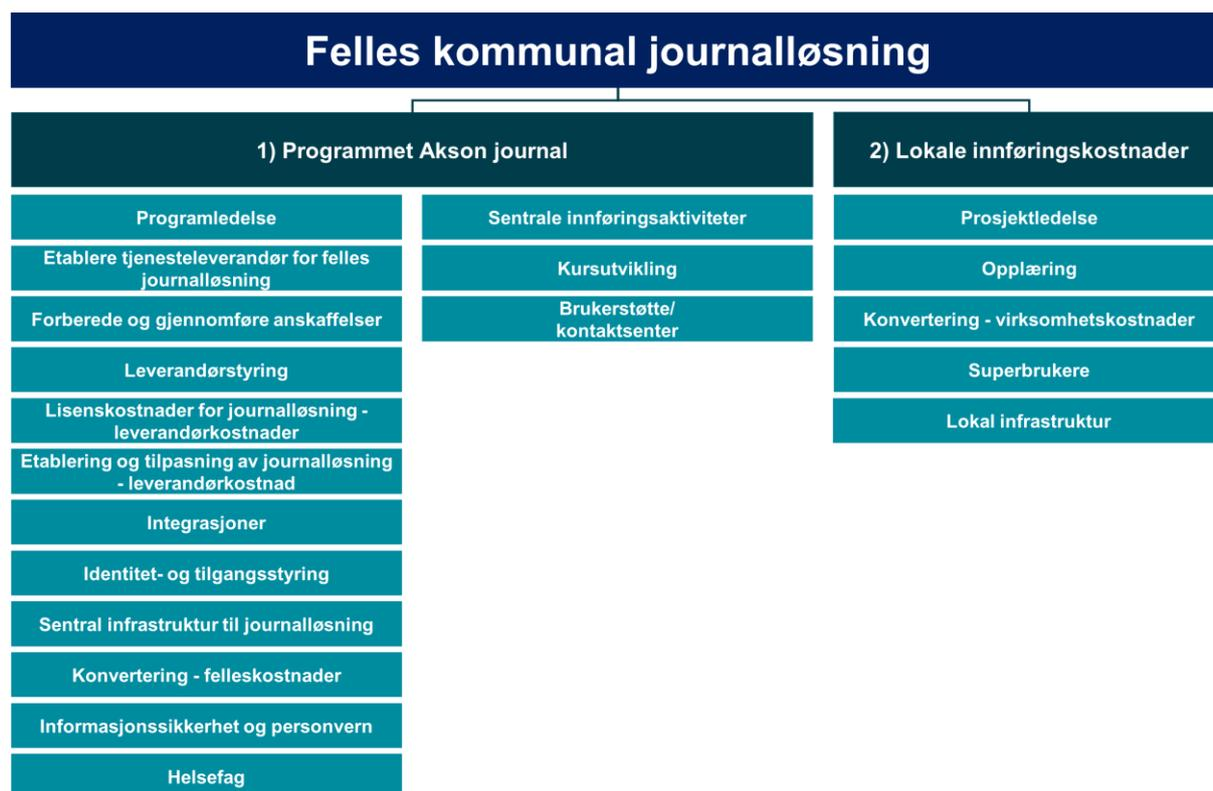 Felles kommunal journalløsning
1) Programmet Akson journal
Programledelse
Etablere tjenesteleverandør for felles
journalløsning
Forberede og gjennomføre anskaffelser
Leverandørstyring
Lisenskostnader for journalløsning -
leverandørkostnader
Etablering og tilpasning av journalløsning
- leverandørkostnad
Integrasjoner
Identitet- og tilgangsstyring
Sentral infrastruktur til journalløsning
Konvertering - felleskostnader
Informasjonssikkerhet og personvern
Helsefag
Sentrale innføringsaktiviteter
Kursutvikling
Brukerstøtte/
kontaktsenter
2) Lokale innføringskostnader
Prosjektledelse
Opplæring
Konvertering - virksomhetskostnader
Superbrukere
Lokal infrastruktur